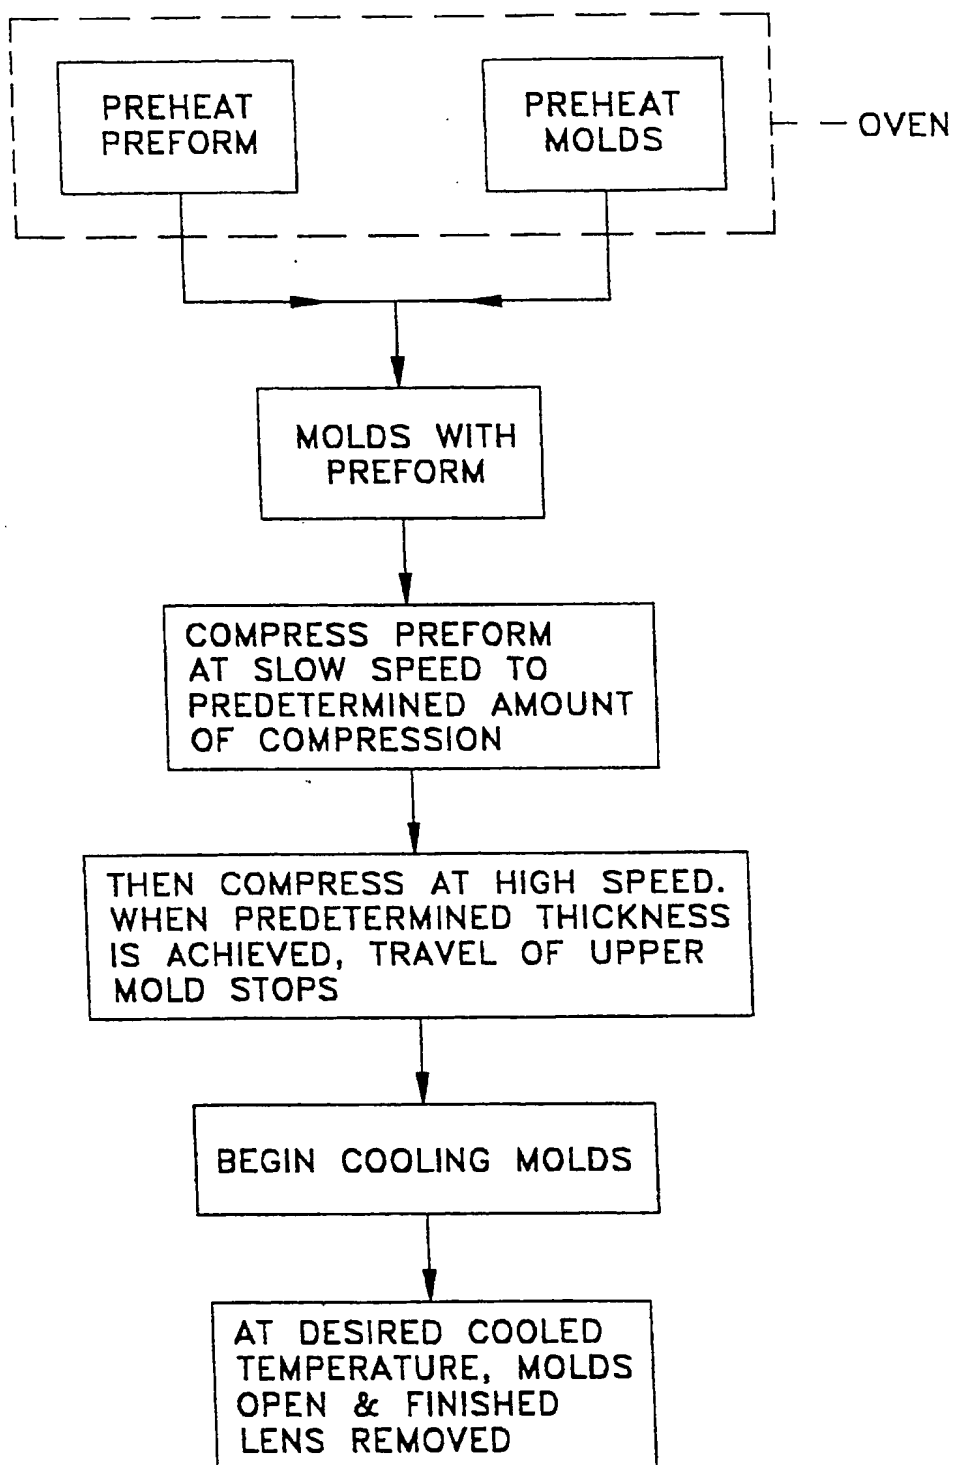 PREHEAT
PREFORM
PREHEAT
MOLDS
OVEN
MOLDS WITH
PREFORM
COMPRESS PREFORM
AT SLOW SPEED TO
PREDETERMINED AMOUNT
OF COMPRESSION
THEN COMPRESS AT HIGH SPEED.
WHEN PREDETERMINED THICKNESS
IS ACHIEVED, TRAVEL OF UPPER
MOLD STOPS
BEGIN COOLING MOLDS
AT DESIRED COOLED
TEMPERATURE, MOLDS
OPEN & FINISHED
LENS REMOVED